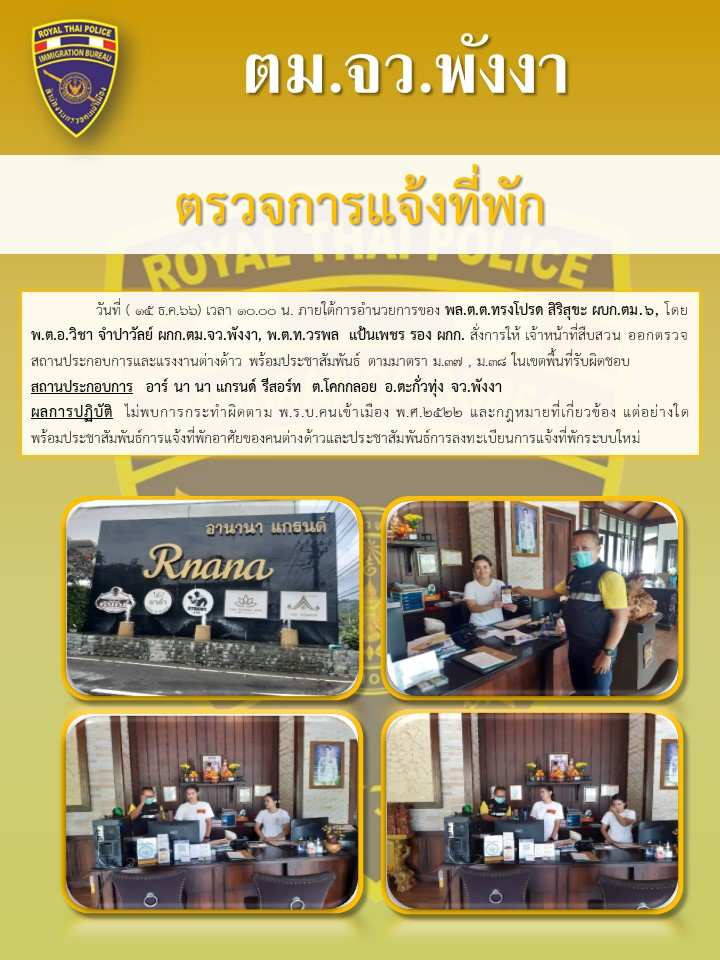 ROYAL THAI POLICE
IMMIGRATION BUREAU
สำนักงานตรวจคนเข้าเมือง
ตม.จว.พังงา
ตรวจการแจ้งที่พัก
ROYAL THAI POLICE
วันที่ ( ๑๕ ธ.ค.๖๖) เวลา ๑๐.๐๐ น. ภายใต้การอำนวยการของ พล.ต.ต.ทรงโปรด สิริสุขะ ผบก.ตม.๖, โดย
พ.ต.อ.วิชา จำปาวัลย์ ผกก.ตม.จว.พังงา, พ.ต.ท.วรพล แป้นเพชร รอง ผกก. สั่งการให้ เจ้าหน้าที่สืบสวน ออกตรวจ
สถานประกอบการและแรงงานต่างด้าว พร้อมประชาสัมพันธ์ ตามมาตรา ม.๓๗ , ม.๓๘ ในเขตพื้นที่รับผิดชอบ
สถานประกอบการ อาร์ นา นา แกรนด์ รีสอร์ท ต.โคกกลอย อ.ตะกั่วทุ่ง จว.พังงา
ผลการปฏิบัติ ไม่พบการกระทำผิดตาม พ.ร.บ.คนเข้าเมือง พ.ศ.๒๕๒๒ และกฎหมายที่เกี่ยวข้อง แต่อย่างใด
พร้อมประชาสัมพันธ์การแจ้งที่พักอาศัยของคนต่างด้าวและประชาสัมพันธ์การลงทะเบียนการแจ้งที่พักระบบใหม่
อานานา แกรนด์
Rnana